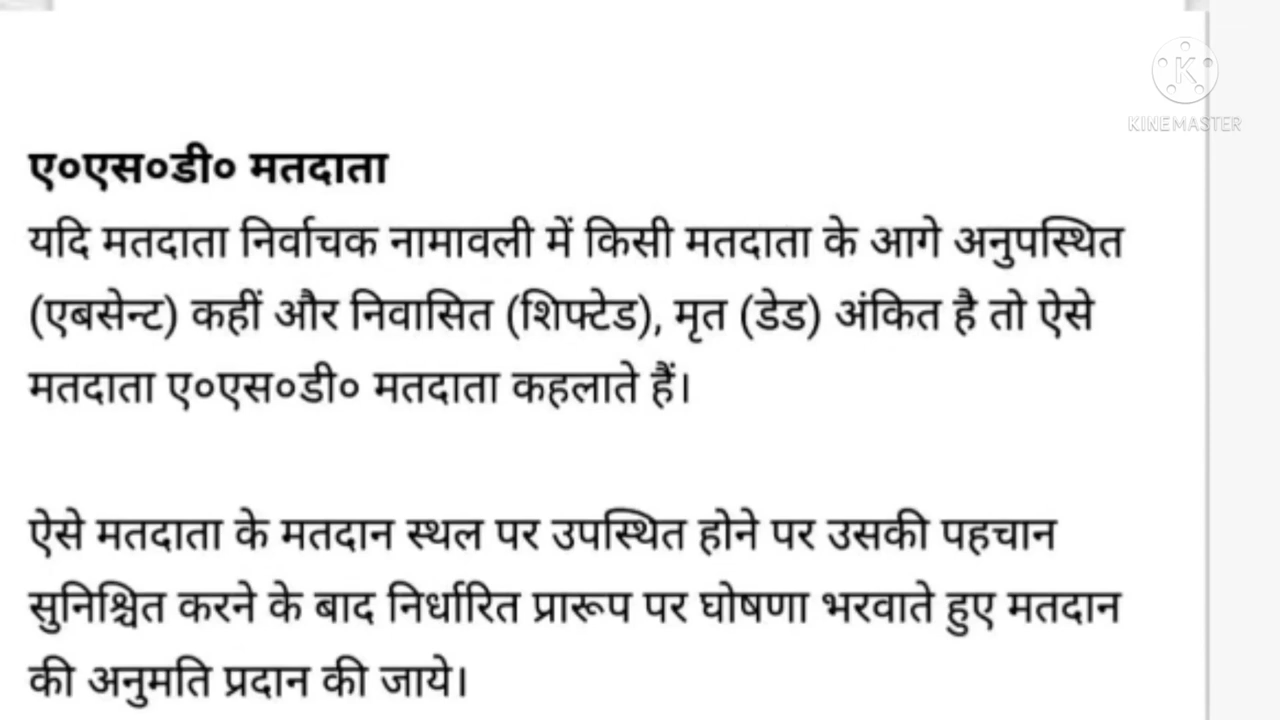 K
KINEMASTER
ए०एस०डी० मतदाता
यदि मतदाता निर्वाचक नामावली में किसी मतदाता के आगे अनुपस्थित
(एबसेन्ट) कहीं और निवासित (शिफ्टेड), मृत (डेड) अंकित है तो ऐसे
मतदाता ए०एस०डी० मतदाता कहलाते हैं।
ऐसे मतदाता के मतदान स्थल पर उपस्थित होने पर उसकी पहचान
सुनिश्चित करने के बाद निर्धारित प्रारूप पर घोषणा भरवाते हुए मतदान
की अनुमति प्रदान की जाये।